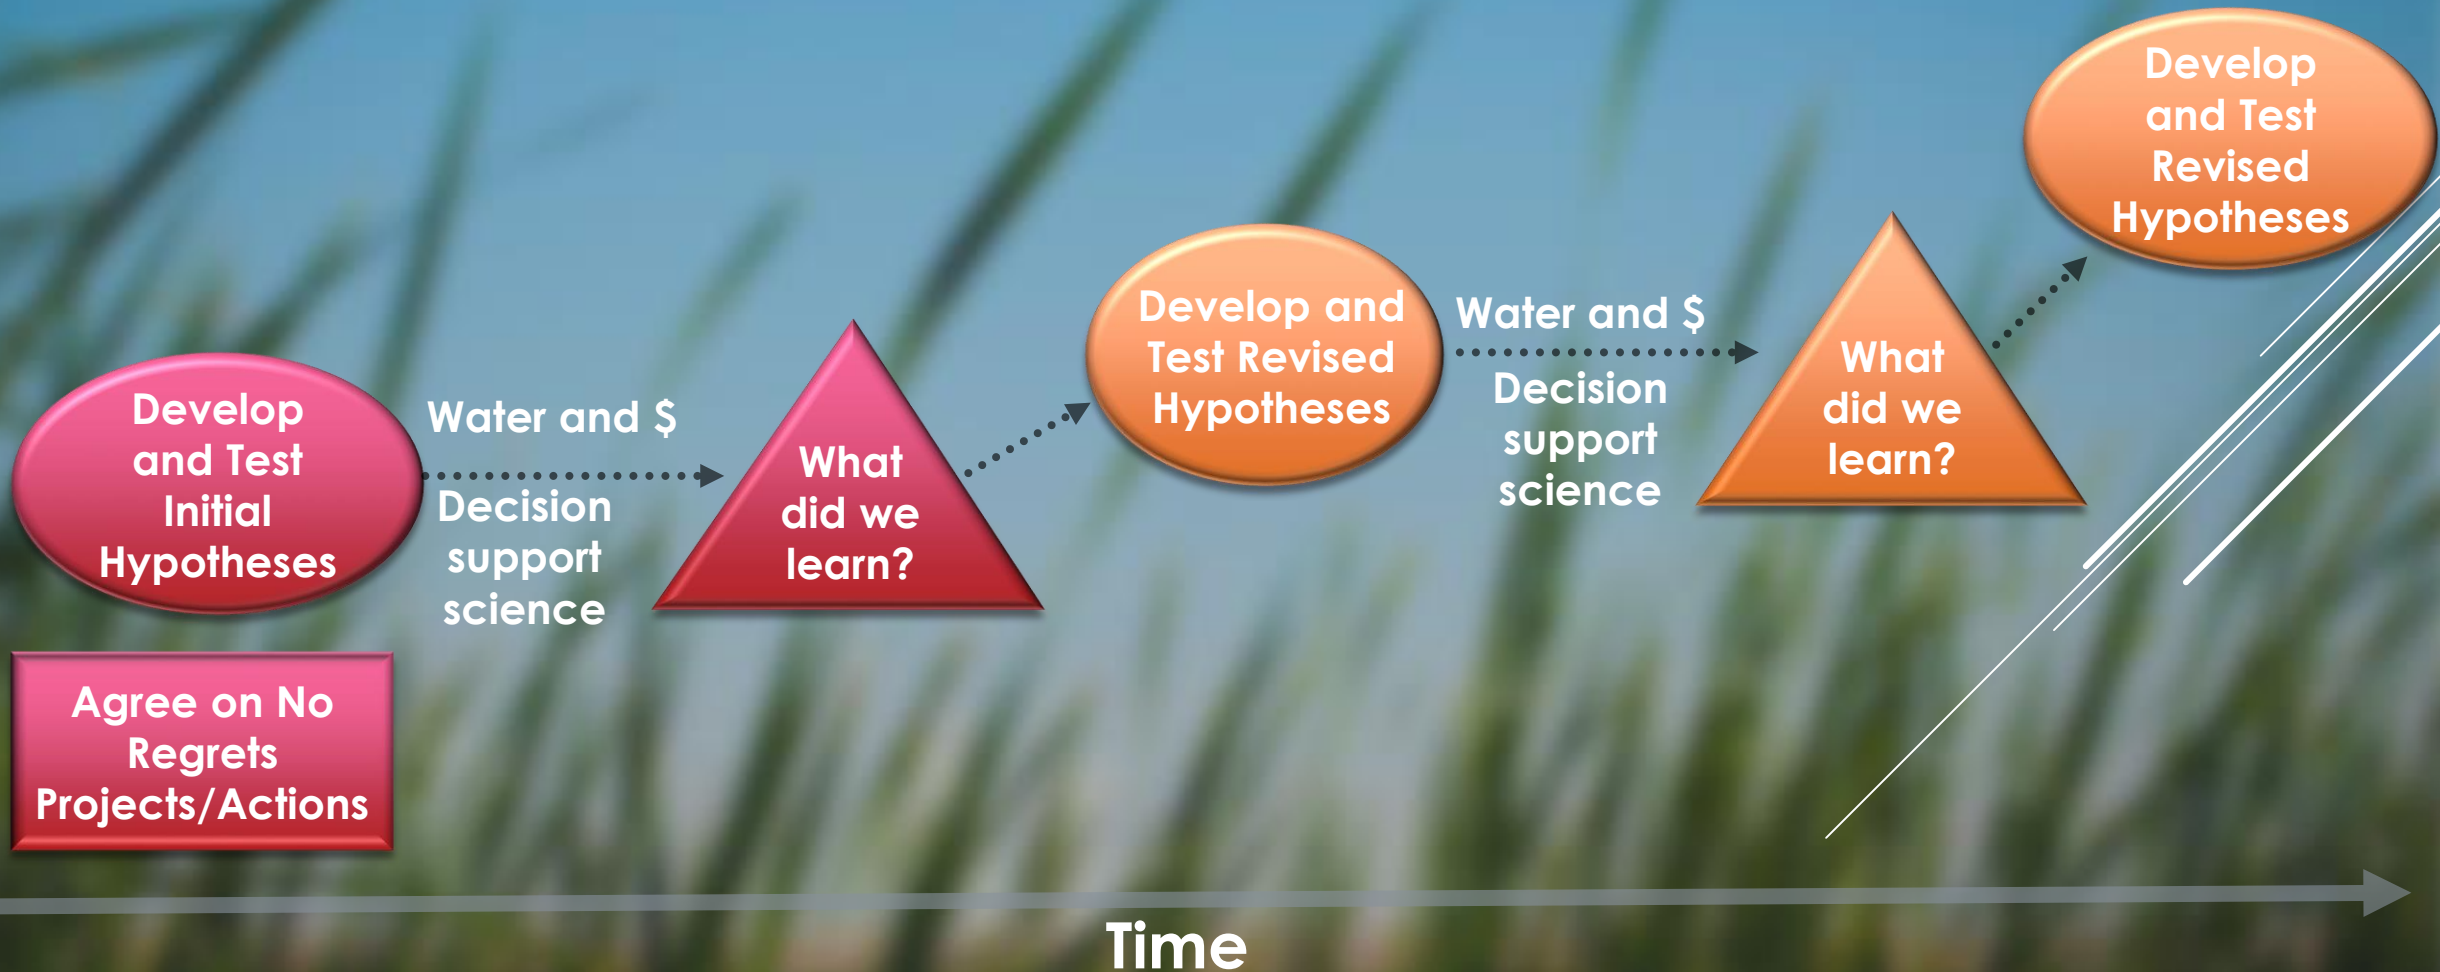 Develop
and Test
Initial
Hypotheses
Agree on No
Regrets
Projects/Actions
Water and $
Decision
support
science
What
did we
learn?
Develop and
Test Revised
Hypotheses
Water and $
Decision
support
science
What
did we
learn?
Develop
and Test
Revised
Hypotheses
Time